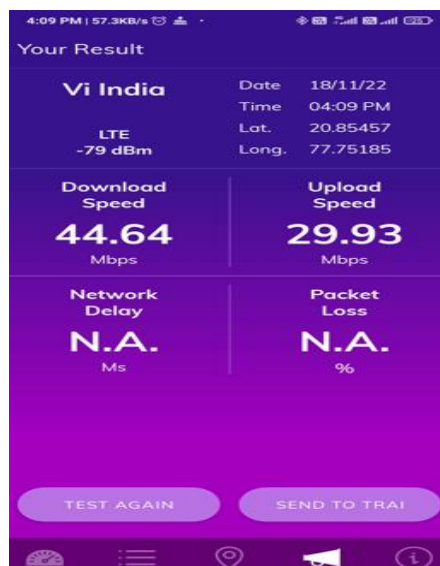 4:09 PM | 57.3KB/s
Your Result
Vi India
LTE
-79 dBm
Date 18/11/22
Time 04:09 PM
Lat. 20.85457
Long. 77.75185
Download Speed
44.64
Mbps
Upload Speed
29.93
Mbps
Network Delay
N.A.
Ms
Packet Loss
N.A.
%
TEST AGAIN
SEND TO TRAI